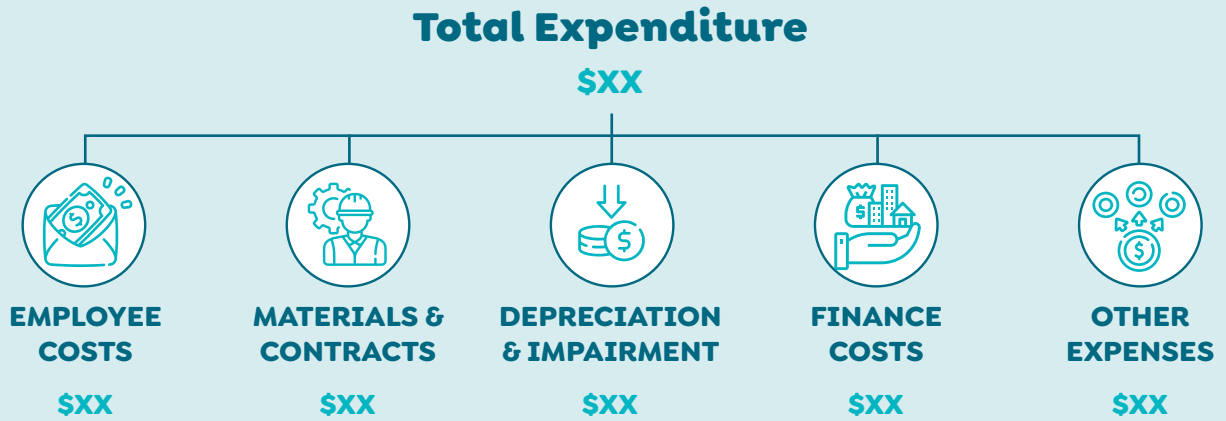 Total Expenditure
$XX
EMPLOYEE
COSTS
$XX
MATERIALS &
CONTRACTS
$XX
DEPRECIATION
& IMPAIRMENT
$XX
FINANCE
COSTS
$XX
OTHER
EXPENSES
$XX